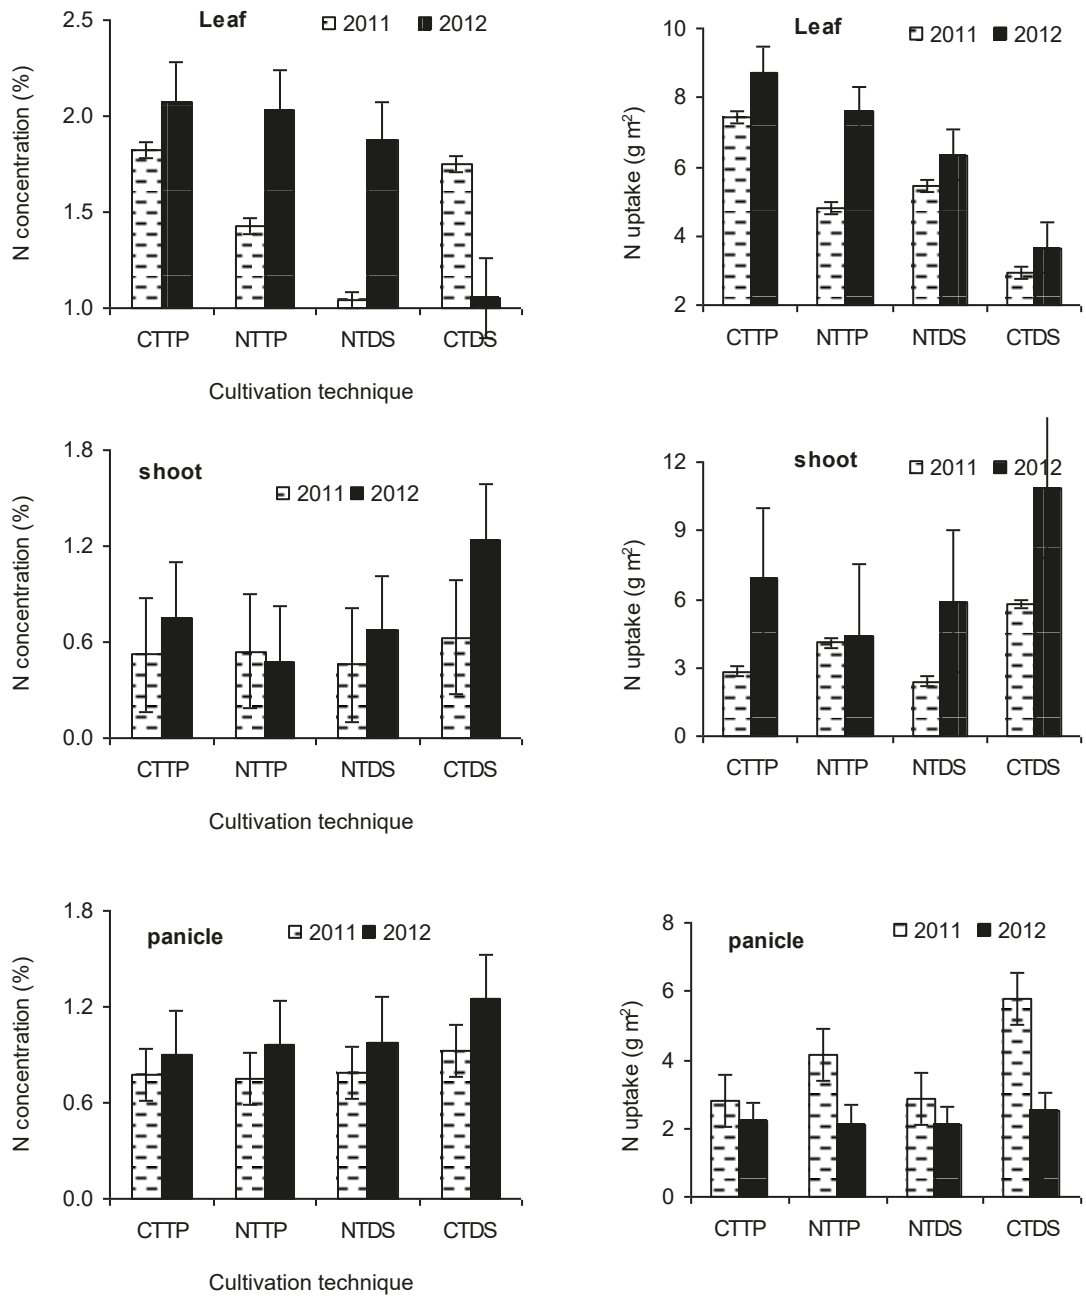 Leaf
2011 2012
N concentration (%)
2.5
2.0
1.5
1.0
CTTP NTTP NTDS CTDS
Cultivation technique
Leaf
2011 2012
N uptake (g m²)
10
8
6
4
2
CTTP NTTP NTDS CTDS
shoot
2011 2012
N concentration (%)
1.8
1.2
0.6
0.0
CTTP NTTP NTDS CTDS
Cultivation technique
shoot
2011 2012
N uptake (g m²)
12
9
6
3
0
CTTP NTTP NTDS CTDS
panicle
2011 2012
N concentration (%)
1.8
1.2
0.6
0.0
CTTP NTTP NTDS CTDS
Cultivation technique
panicle
2011 2012
N uptake (g m²)
8
6
4
2
0
CTTP NTTP NTDS CTDS